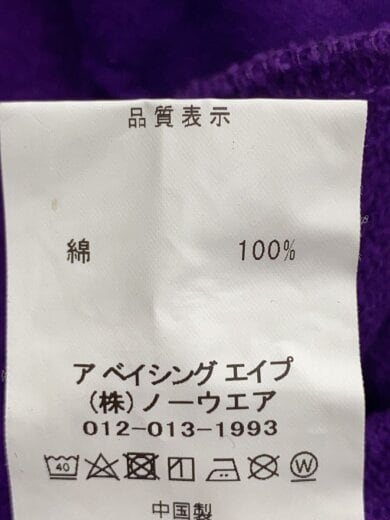 品質表示
綿 100%
ア ベイシング エイプ
(株) ノーウエア
012-013-1993
40 W
中国製